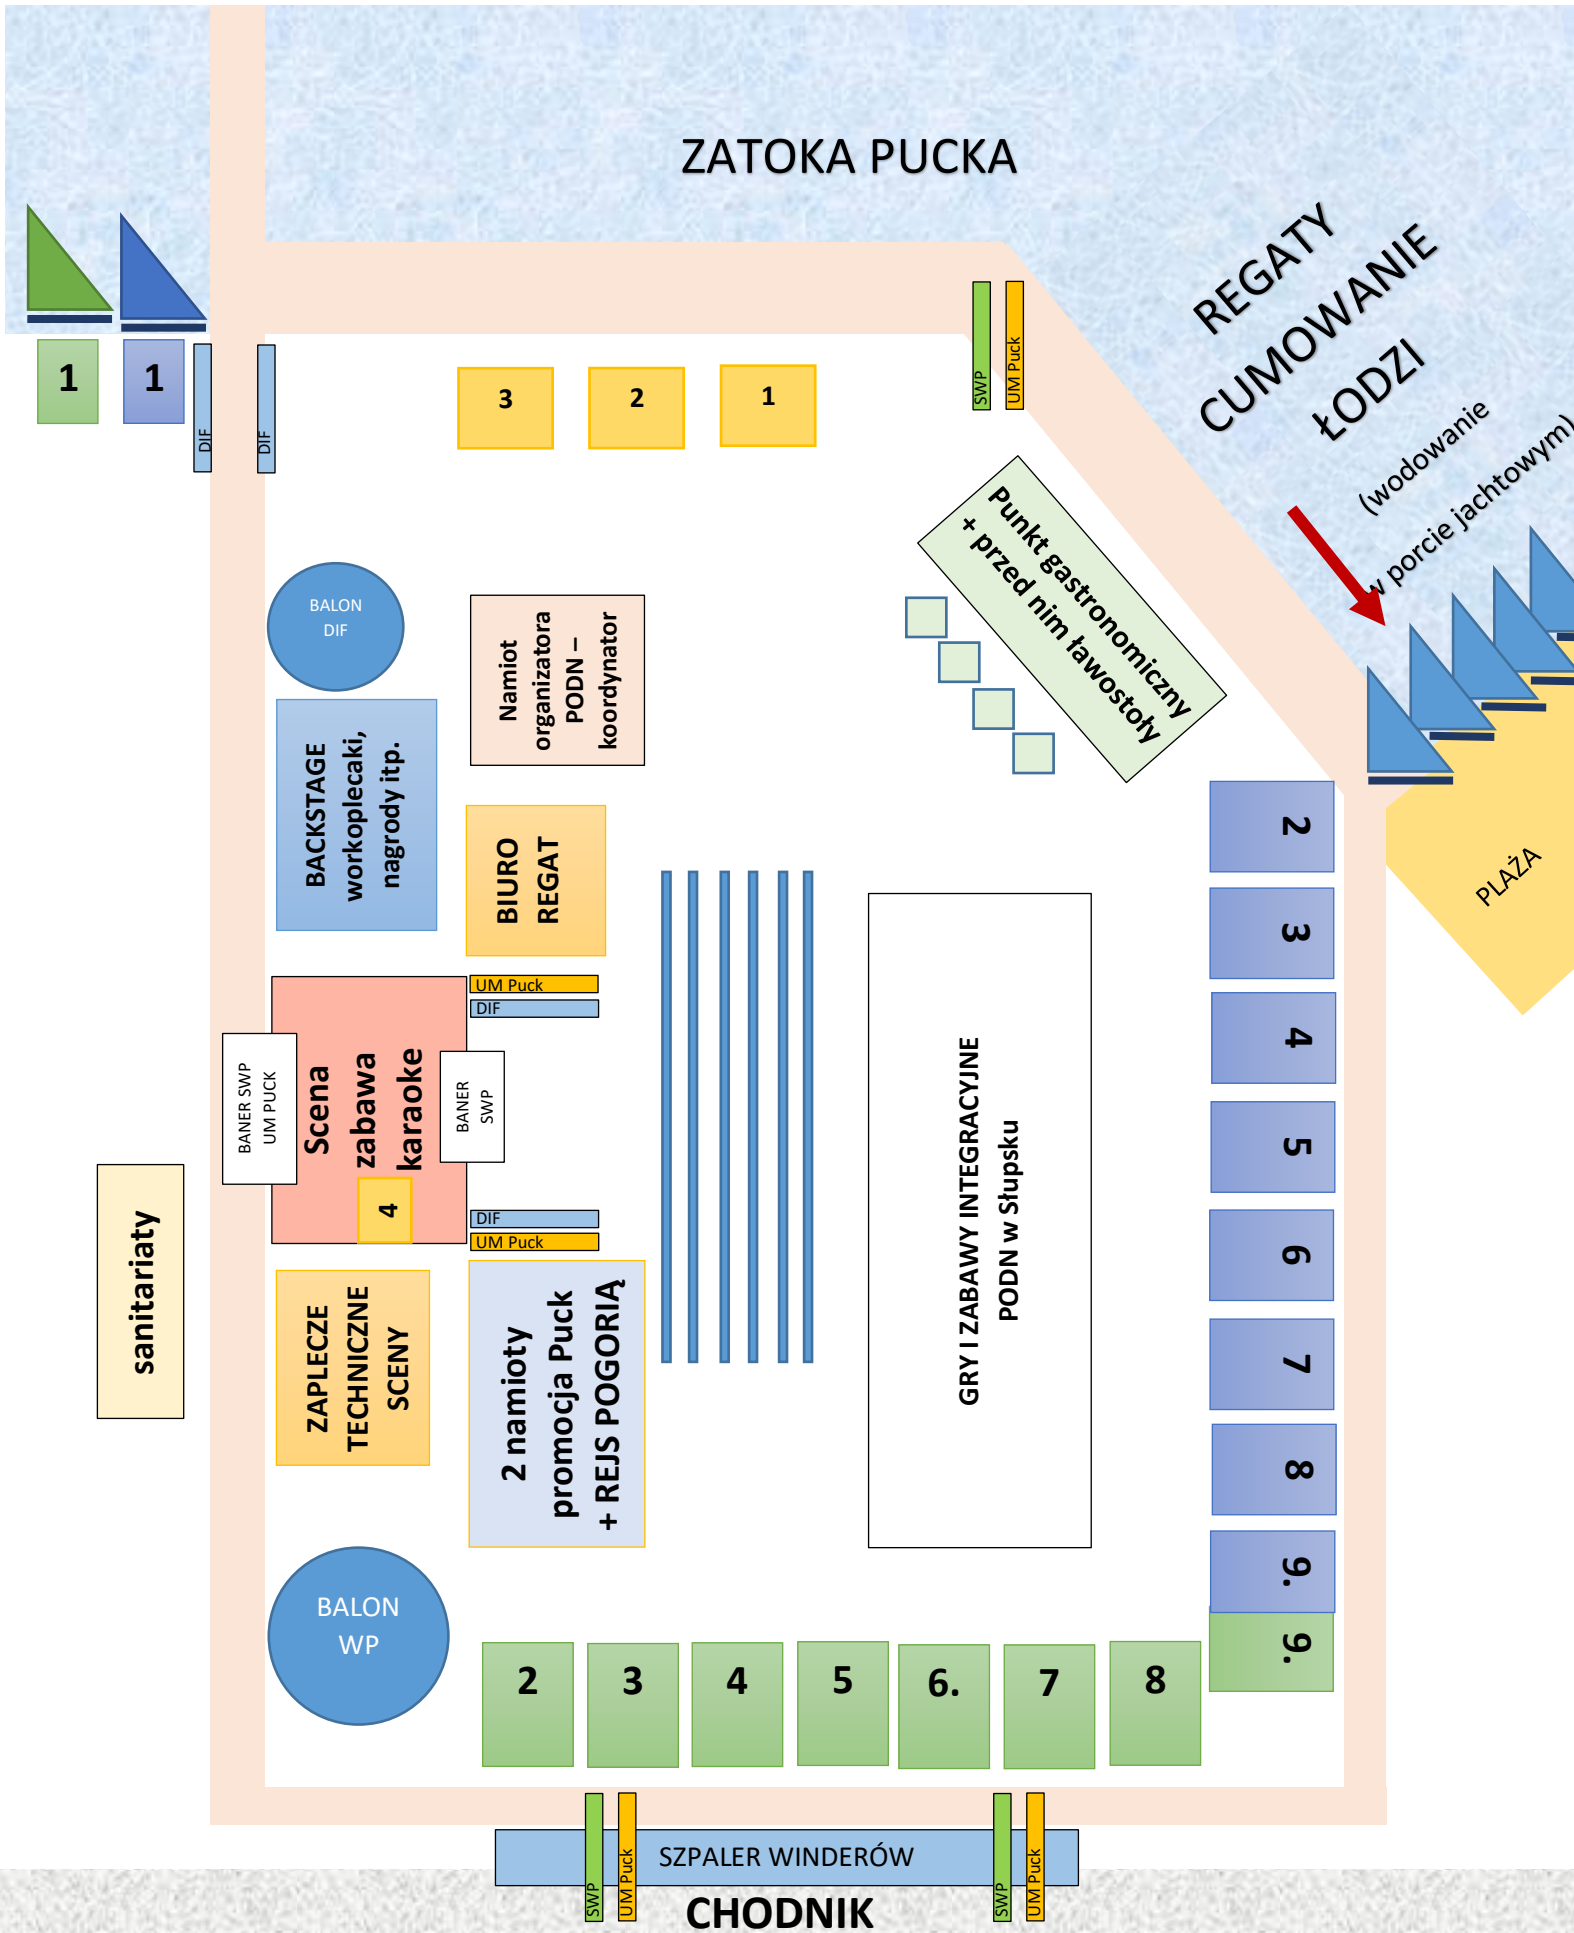 ZATOKA PUCKA
REGATY
CUMOWANIE
ŁODZI
(wodowanie
w porcie jachtowym)
1
1
DIF
DIF
3
2
1
SWP
UM Puck
Punkt gastronomiczny
+ przed nim ławostoły
BALON
DIF
Namiot
organizatora
PODN –
koordynator
BACKSTAGE
workoplecaki,
nagrody itp.
BIURO
REGAT
PLAŻA
2
3
4
5
6
7
8
9.
9.
UM Puck
DIF
BANER SWP
UM PUCK
Scena
zabawa
karaoke
BANER
SWP
4
DIF
UM Puck
GRY I ZABAWY INTEGRACYJNE
PODN w Słupsku
sanitariaty
ZAPLECZE
TECHNICZNE
SCENY
2 namioty
promocja Puck
+ REJS POGORIĄ
BALON
WP
2
3
4
5
6.
7
8
SWP
UM Puck
SZPALER WINDERÓW
SWP
UM Puck
CHODNIK